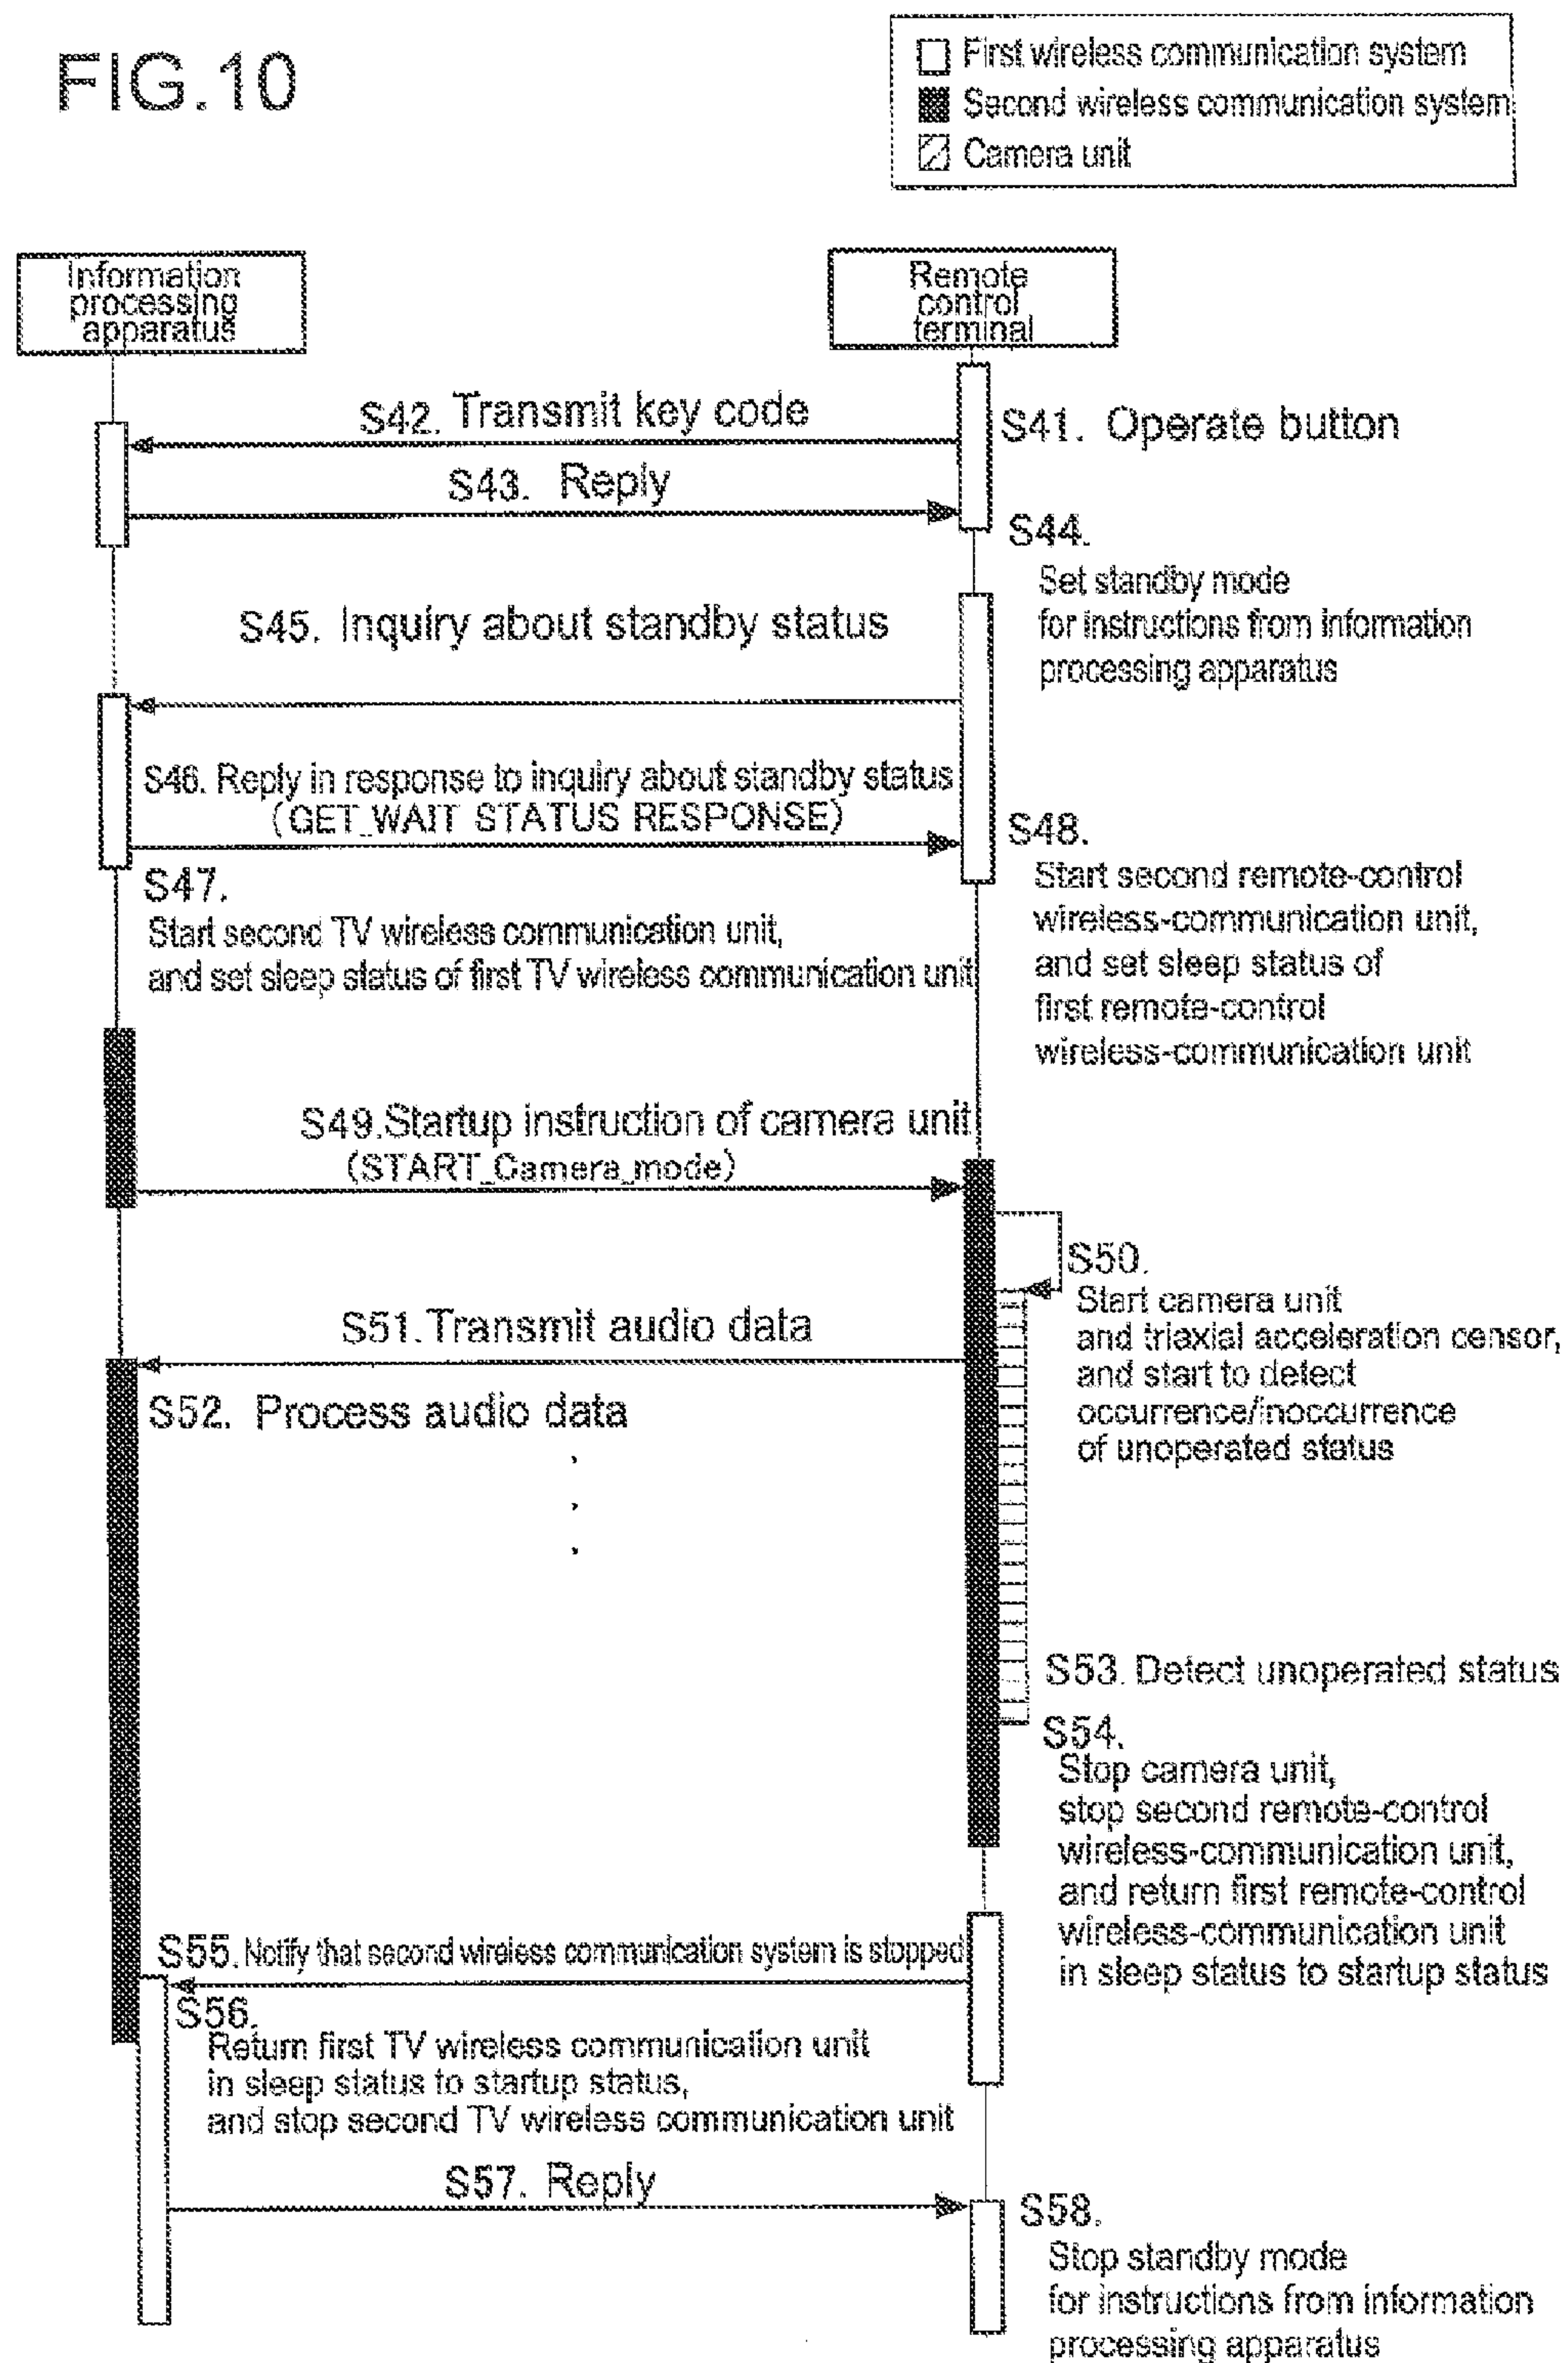 FIG.10
First wireless communication system
Second wireless communication system
Camera unit
Information
processing
apparatus
Remote
control
terminal
S41. Operate button
S42. Transmit key code
S43. Reply
S44.
Set standby mode
for instructions from information
processing apparatus
S45. Inquiry about standby status
S46. Reply in response to inquiry about standby status
(GET_WAIT STATUS RESPONSE)
S47.
Start second TV wireless communication unit,
and set sleep status of first TV wireless communication unit
S48.
Start second remote-control
wireless-communication unit,
and set sleep status of
first remote-control
wireless-communication unit
S49.Startup instruction of camera unit
(START_Camera_mode)
S50.
Start camera unit
and triaxial acceleration censor,
and start to detect
occurrence/inoccurrence
of unoperated status
S51.Transmit audio data
S52. Process audio data
S53. Detect unoperated status
S54.
Stop camera unit,
stop second remote-control
wireless-communication unit,
and return first remote-control
wireless-communication unit
in sleep status to startup status
S55.Notify that second wireless communication system is stopped
S56.
Return first TV wireless communication unit
in sleep status to startup status,
and stop second TV wireless communication unit
S57. Reply
S58.
Stop standby mode
for instructions from information
processing apparatus